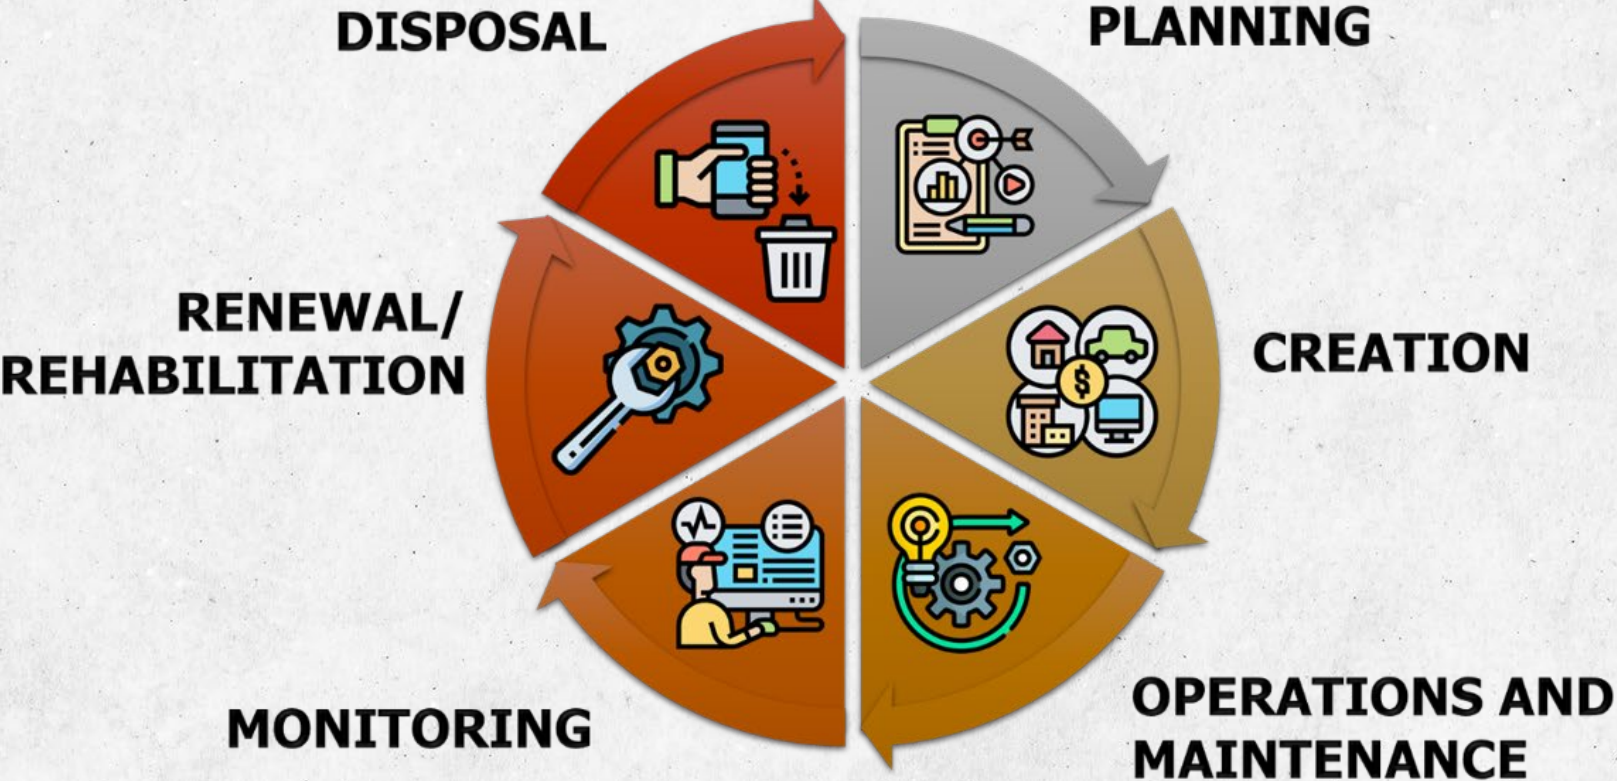 DISPOSAL
PLANNING
RENEWAL/
REHABILITATION
CREATION
MONITORING
OPERATIONS AND
MAINTENANCE
$